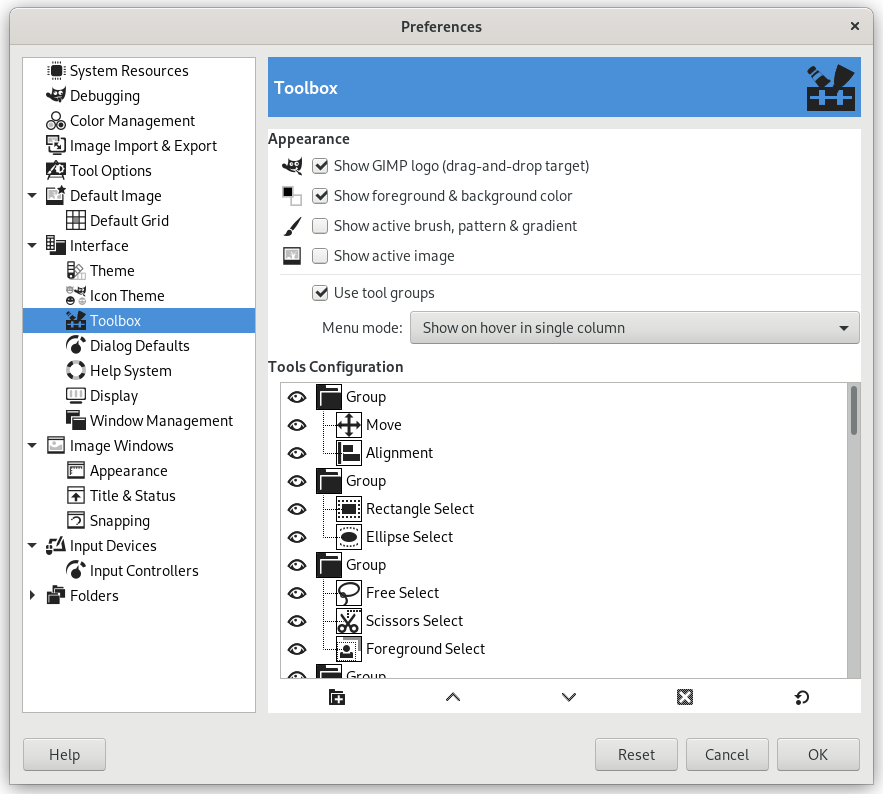 Preferences
System Resources
Debugging
Color Management
Image Import & Export
Tool Options
Default Image
Default Grid
Interface
Theme
Icon Theme
Toolbox
Dialog Defaults
Help System
Display
Window Management
Image Windows
Appearance
Title & Status
Snapping
Input Devices
Input Controllers
Folders
Toolbox
Appearance
Show GIMP logo (drag-and-drop target)
Show foreground & background color
Show active brush, pattern & gradient
Show active image
Use tool groups
Menu mode: Show on hover in single column
Tools Configuration
Group
Move
Alignment
Group
Rectangle Select
Ellipse Select
Group
Free Select
Scissors Select
Foreground Select
Group
Help Reset Cancel OK